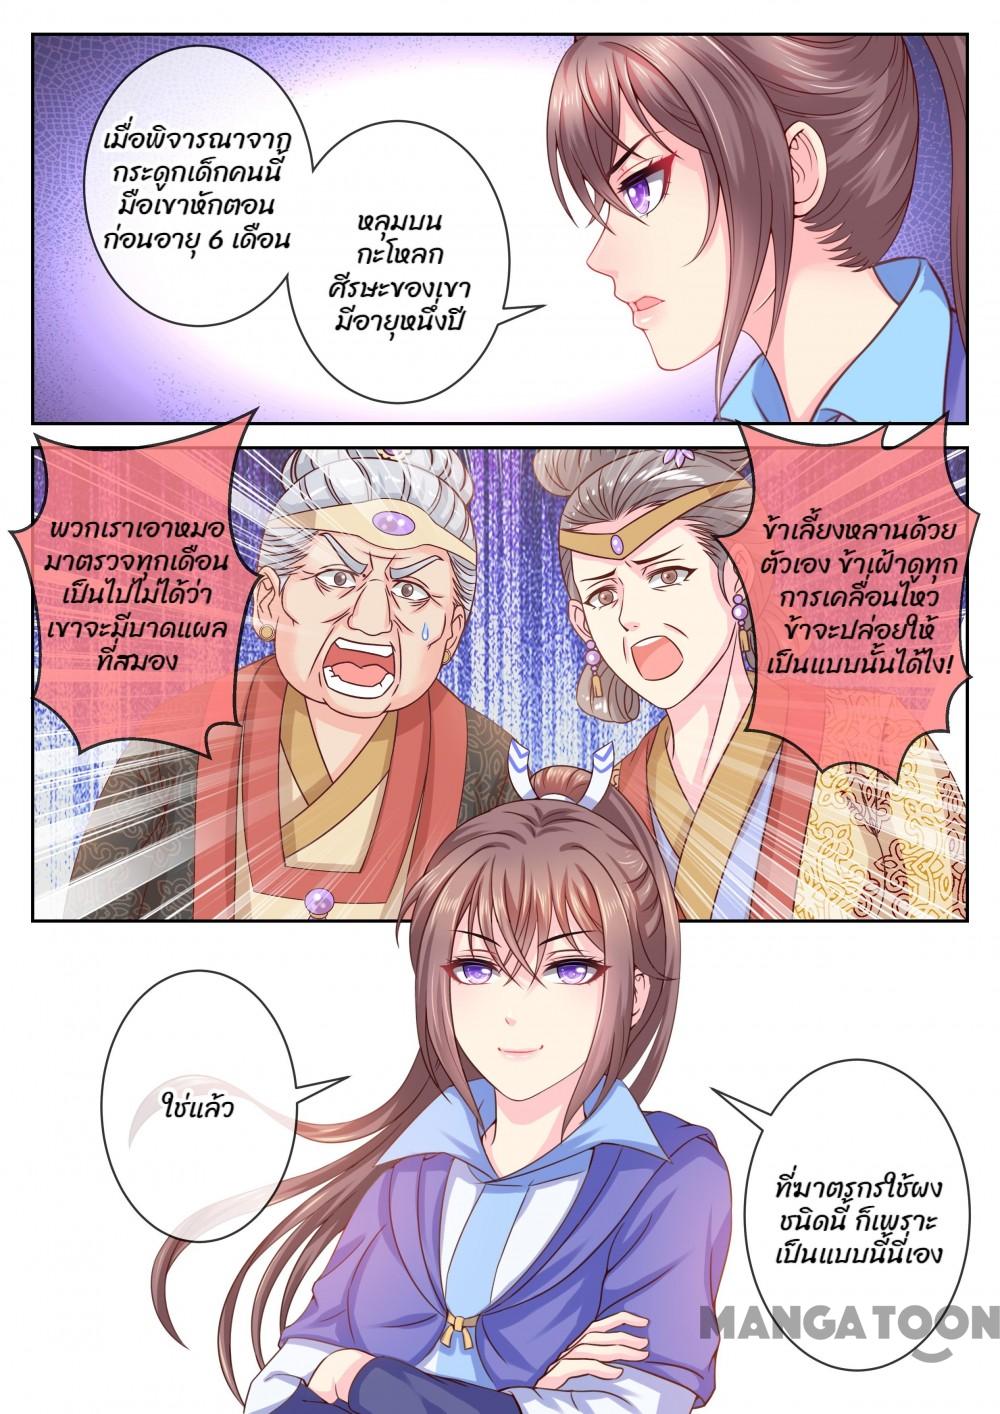 เมื่อพิจารณาจาก
กระดูกเด็กคนนี้
มือเขาหักตอน
ก่อนอายุ 6 เดือน
หลุมบน
กะโหลก
ศีรษะของเขา
มีอายุหนึ่งปี
พวกเราเอาหมอ
มาตรวจทุกเดือน
เป็นไปไม่ได้ว่า
เขาจะมีบาดแผล
ที่สมอง
ข้าเลี้ยงหลานด้วย
ตัวเอง ข้าเฝ้าดูทุก
การเคลื่อนไหว
ข้าจะปล่อยให้
เป็นแบบนั้นได้ไง!
ใช่แล้ว
ที่ฆาตรกรใช้ผง
ชนิดนี้ ก็เพราะ
เป็นแบบนี้นี่เอง
MANGATOON